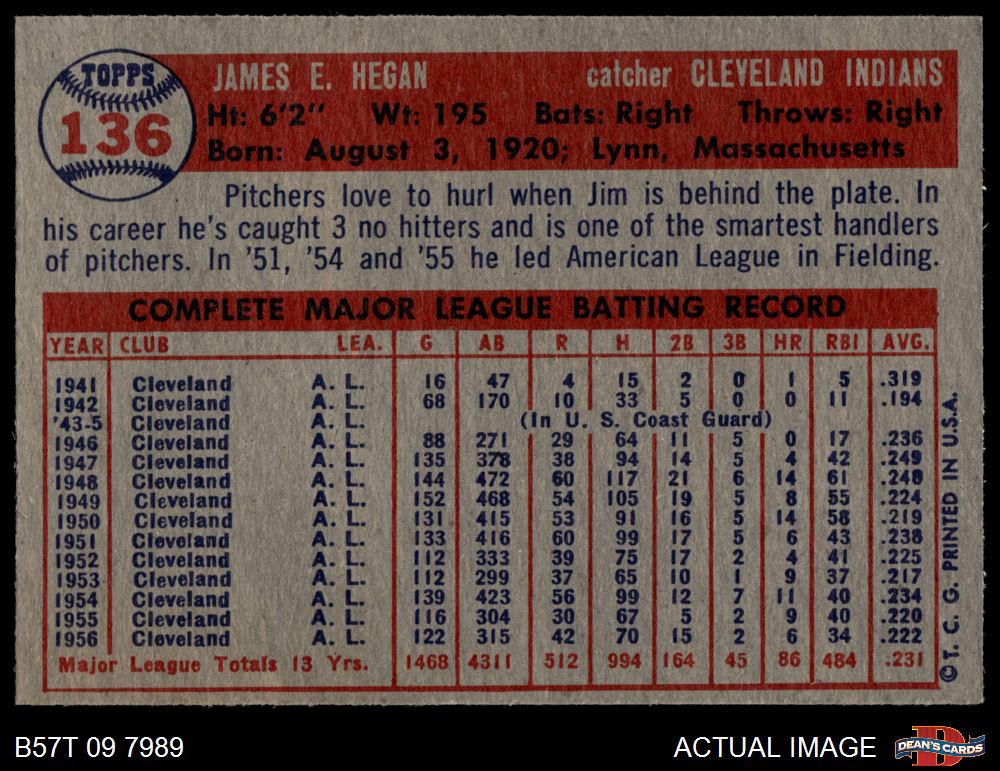 TOPPS
136
JAMES E. HEGAN catcher CLEVELAND INDIANS
Ht: 6'2" Wt: 195 Bats: Right Throws: Right
Born: August 3, 1920; Lynn, Massachusetts
Pitchers love to hurl when Jim is behind the plate. In
his career he's caught 3 no hitters and is one of the smartest handlers
of pitchers. In '51, '54 and '55 he led American League in Fielding.
COMPLETE MAJOR LEAGUE BATTING RECORD
YEAR CLUB LEA. G AB R H 2B 3B HR RBI AVG.
1941 Cleveland A. L. 16 47 4 15 2 0 1 5 .319
1942 Cleveland A. L. 68 170 10 33 5 0 0 11 .194
'43-5 Cleveland A. L. (In U. S. Coast Guard)
1946 Cleveland A. L. 88 271 29 64 11 5 0 17 .236
1947 Cleveland A. L. 135 378 38 94 14 5 4 42 .249
1948 Cleveland A. L. 144 472 60 117 21 6 14 61 .248
1949 Cleveland A. L. 152 468 54 105 19 5 8 55 .224
1950 Cleveland A. L. 131 415 53 91 16 5 14 58 .219
1951 Cleveland A. L. 133 416 60 99 17 5 6 43 .238
1952 Cleveland A. L. 112 333 39 75 17 2 4 41 .225
1953 Cleveland A. L. 112 299 37 65 10 1 9 37 .217
1954 Cleveland A. L. 139 423 56 99 12 7 11 40 .234
1955 Cleveland A. L. 116 304 30 67 5 2 9 40 .220
1956 Cleveland A. L. 122 315 42 70 15 2 6 34 .222
Major League Totals 13 Yrs. 1468 4311 512 994 164 45 86 484 .231
© T. C. G. PRINTED IN U.S.A.
B57T 09 7989 ACTUAL IMAGE DEAN'S CARDS